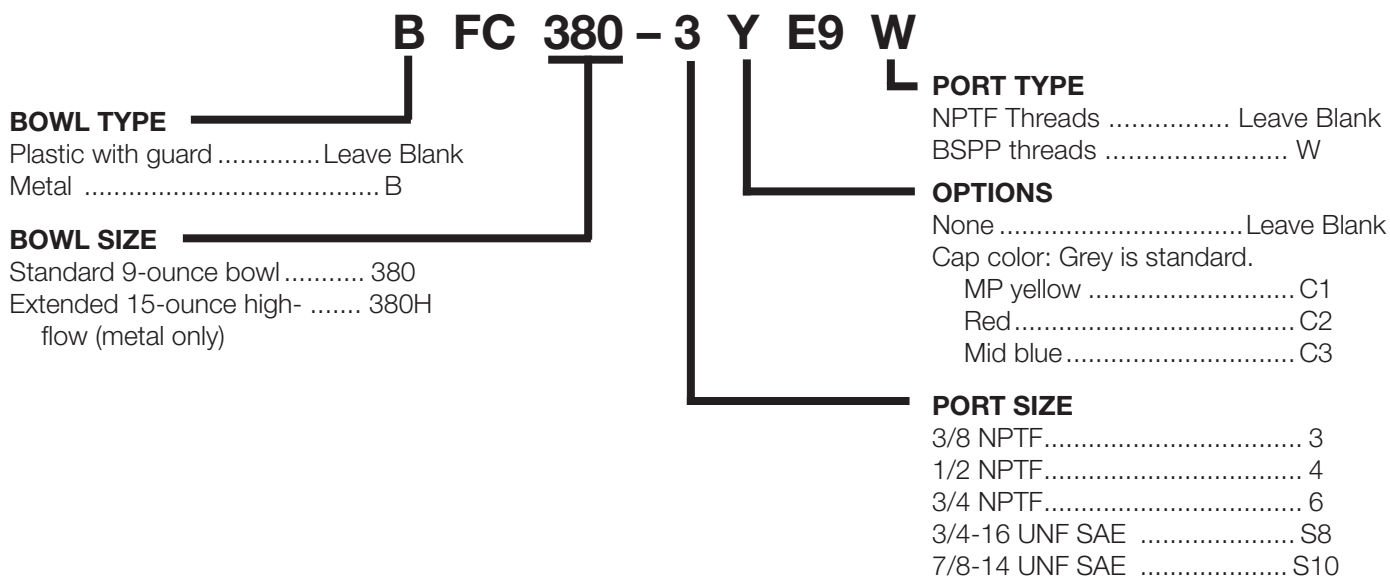 B FC 380 – 3 Y E9 W
BOWL TYPE
Plastic with guard ..............Leave Blank
Metal ....................................... B
BOWL SIZE
Standard 9-ounce bowl ........... 380
Extended 15-ounce high- ....... 380H
flow (metal only)
PORT TYPE
NPTF Threads ................ Leave Blank
BSPP threads ......................... W
OPTIONS
None .................................Leave Blank
Cap color: Grey is standard.
MP yellow ............................ C1
Red ...................................... C2
Mid blue ............................... C3
PORT SIZE
3/8 NPTF................................... 3
1/2 NPTF................................... 4
3/4 NPTF................................... 6
3/4-16 UNF SAE ..................... S8
7/8-14 UNF SAE .................... S10